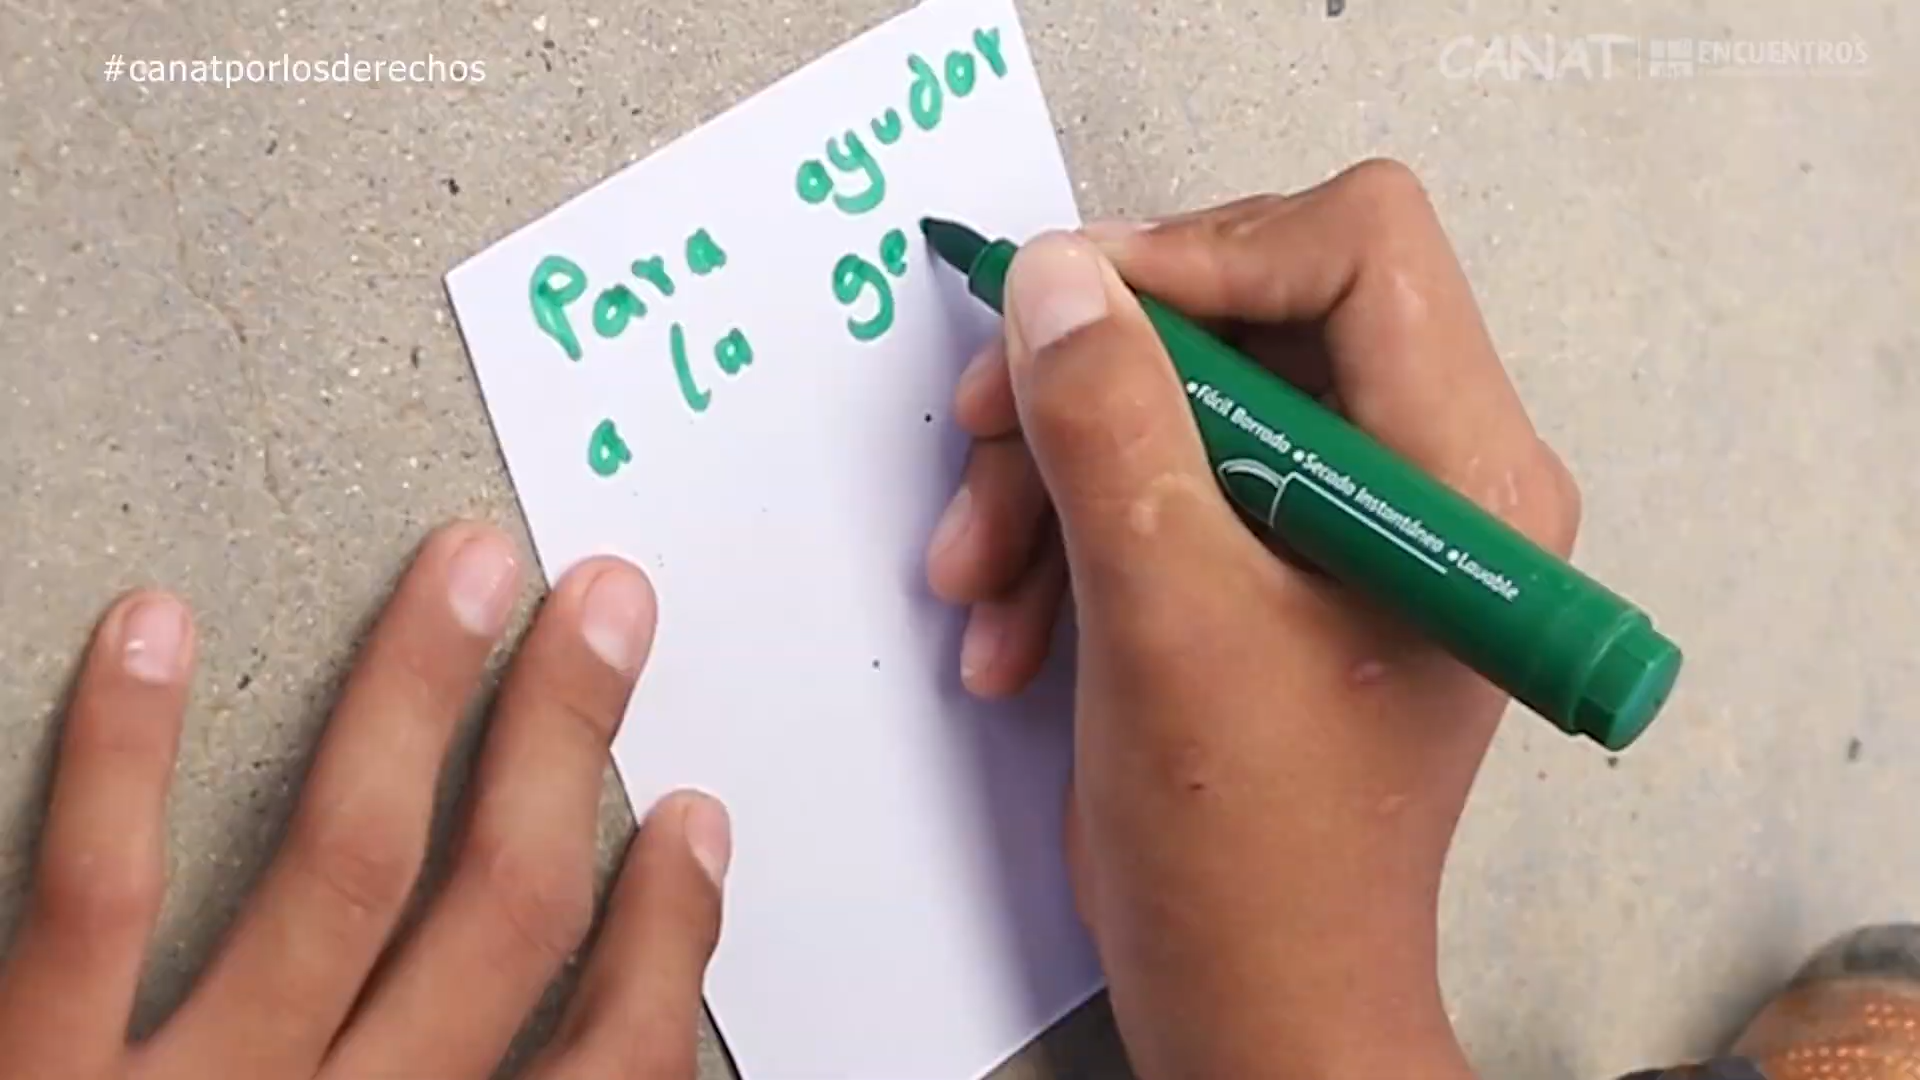 #canatporlosderechos
CANAT
ENCUENTROS
Para ayudar
a la ge
•Fácil Borrado •Secado Instantáneo •Lavable